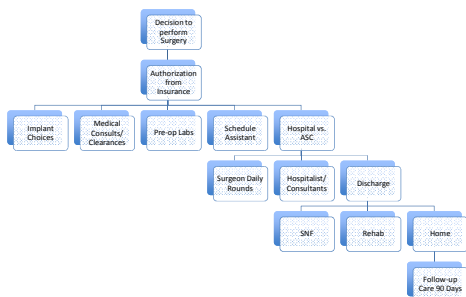 Decision to
perform
Surgery
Authorization
from
Insurance
Implant
Choices
Medical
Consults/
Clearances
Pre-op Labs
Schedule
Assistant
Hospital vs.
ASC
Surgeon Daily
Rounds
Hospitalist/
Consultants
Discharge
SNF
Rehab
Home
Follow-up
Care 90 Days